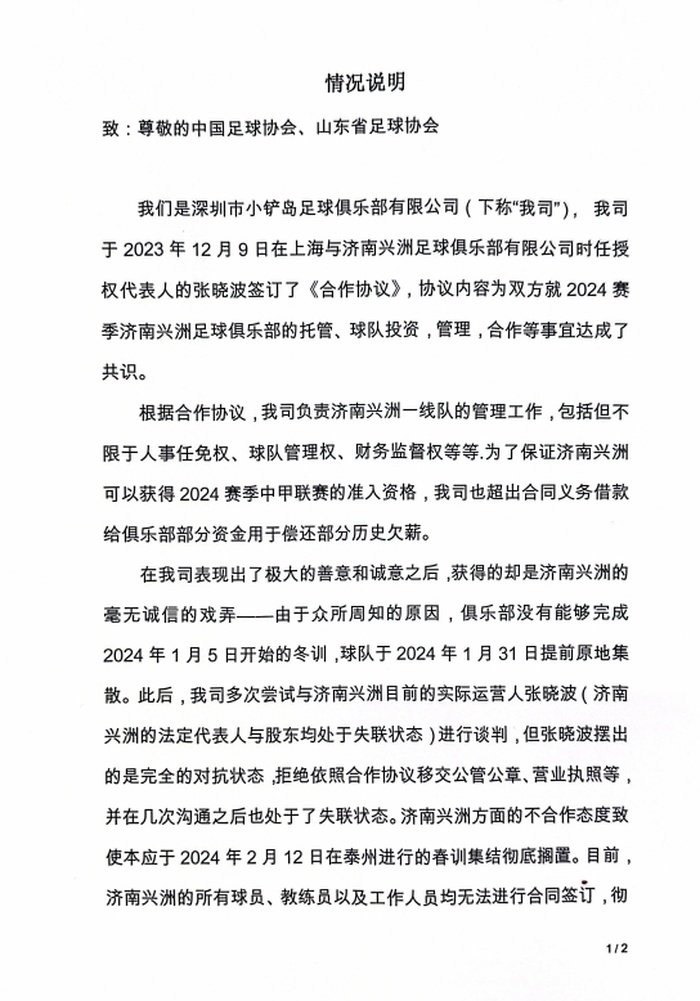 情况说明
致：尊敬的中国足球协会、山东省足球协会
我们是深圳市小铲岛足球俱乐部有限公司（下称“我司”），我司
于 2023 年 12 月 9 日在上海与济南兴洲足球俱乐部有限公司时任授
权代表人的张晓波签订了《合作协议》，协议内容为双方就 2024 赛
季济南兴洲足球俱乐部的托管、球队投资，管理，合作等事宜达成了
共识。
根据合作协议，我司负责济南兴洲一线队的管理工作，包括但不
限于人事任免权、球队管理权、财务监督权等等.为了保证济南兴洲
可以获得 2024 赛季中甲联赛的准入资格，我司也超出合同义务借款
给俱乐部部分资金用于偿还部分历史欠薪。
在我司表现出了极大的善意和诚意之后，获得的却是济南兴洲的
毫无诚信的戏弄——由于众所周知的原因，俱乐部没有能够完成
2024 年 1 月 5 日开始的冬训，球队于 2024 年 1 月 31 日提前原地集
散。此后，我司多次尝试与济南兴洲目前的实际运营人张晓波（济南
兴洲的法定代表人与股东均处于失联状态）进行谈判，但张晓波摆出
的是完全的对抗状态，拒绝依照合作协议移交公管公章、营业执照等，
并在几次沟通之后也处于了失联状态。济南兴洲方面的不合作态度致
使本应于 2024 年 2 月 12 日在泰州进行的春训集结彻底搁置。目前，
济南兴洲的所有球员、教练员以及工作人员均无法进行合同签订，彻
1 / 2